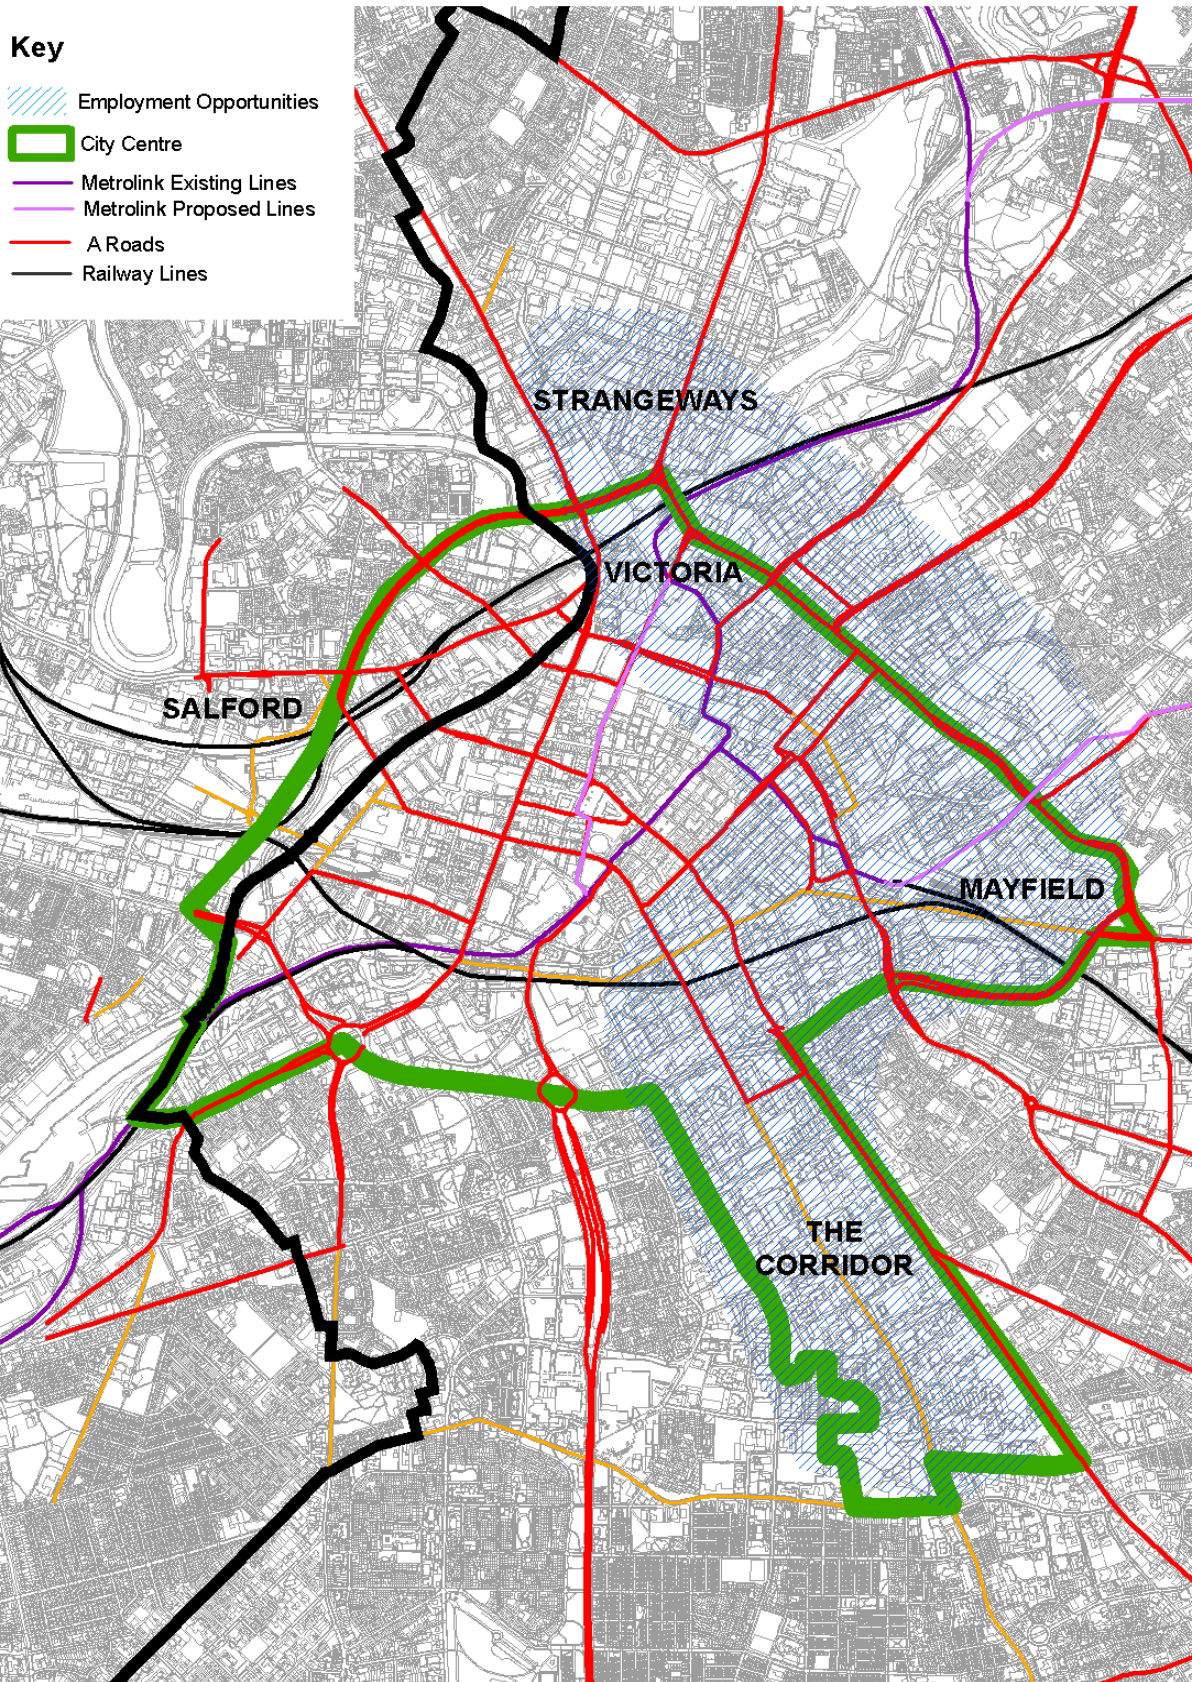 Key
Employment Opportunities
City Centre
Metrolink Existing Lines
Metrolink Proposed Lines
A Roads
Railway Lines
STRANGEWAYS
VICTORIA
SALFORD
MAYFIELD
THE
CORRIDOR